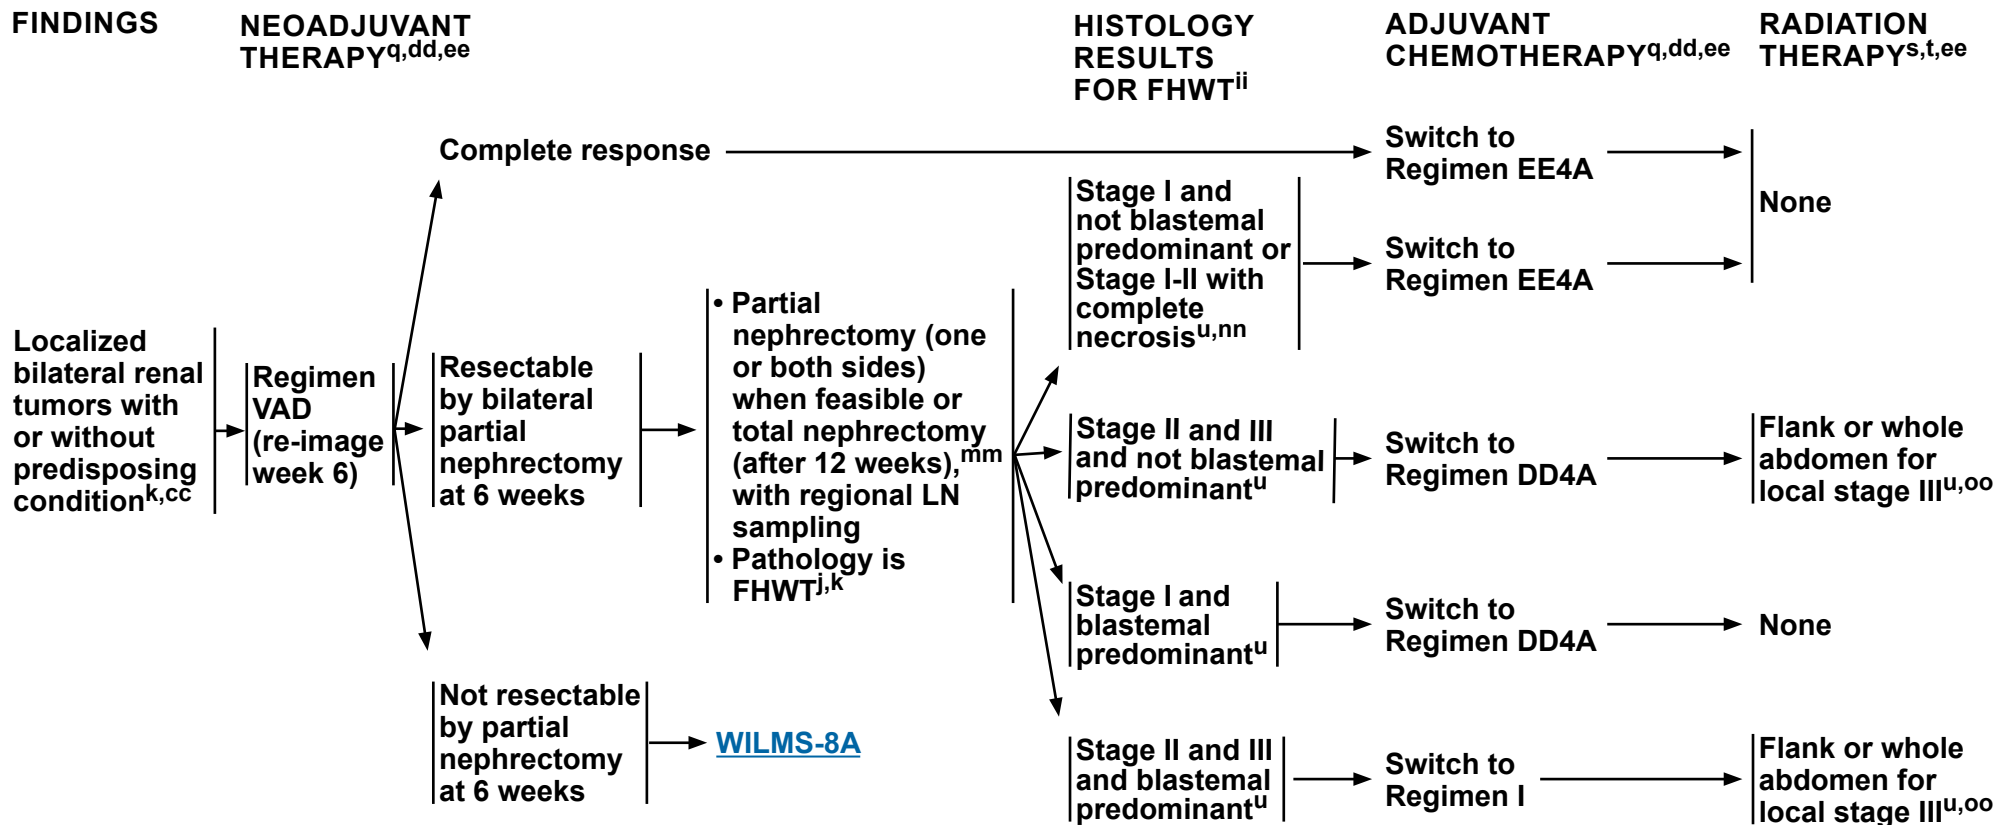 FINDINGS
NEOADJUVANT
THERAPYq,dd,ee
HISTOLOGY
RESULTS
FOR FHWTii
ADJUVANT
CHEMOTHERAPYq,dd,ee
RADIATION
THERAPYs,t,ee
Localized
bilateral renal
tumors with
or without
predisposing
conditionk,cc
Regimen
VAD
(re-image
week 6)
Complete response
Switch to
Regimen EE4A
None
Resectable
by bilateral
partial
nephrectomy
at 6 weeks
• Partial
nephrectomy (one
or both sides)
when feasible or
total nephrectomy
(after 12 weeks),mm
with regional LN
sampling
• Pathology is
FHWTj,k
Stage I and
not blastemal
predominant or
Stage I-II with
complete
necrosisu,nn
Switch to
Regimen EE4A
Stage II and III
and not blastemal
predominantu
Switch to
Regimen DD4A
Flank or whole
abdomen for
local stage IIIu,oo
Stage I and
blastemal
predominantu
Switch to
Regimen DD4A
None
Stage II and III
and blastemal
predominantu
Switch to
Regimen I
Flank or whole
abdomen for
local stage IIIu,oo
Not resectable
by partial
nephrectomy
at 6 weeks
WILMS-8A